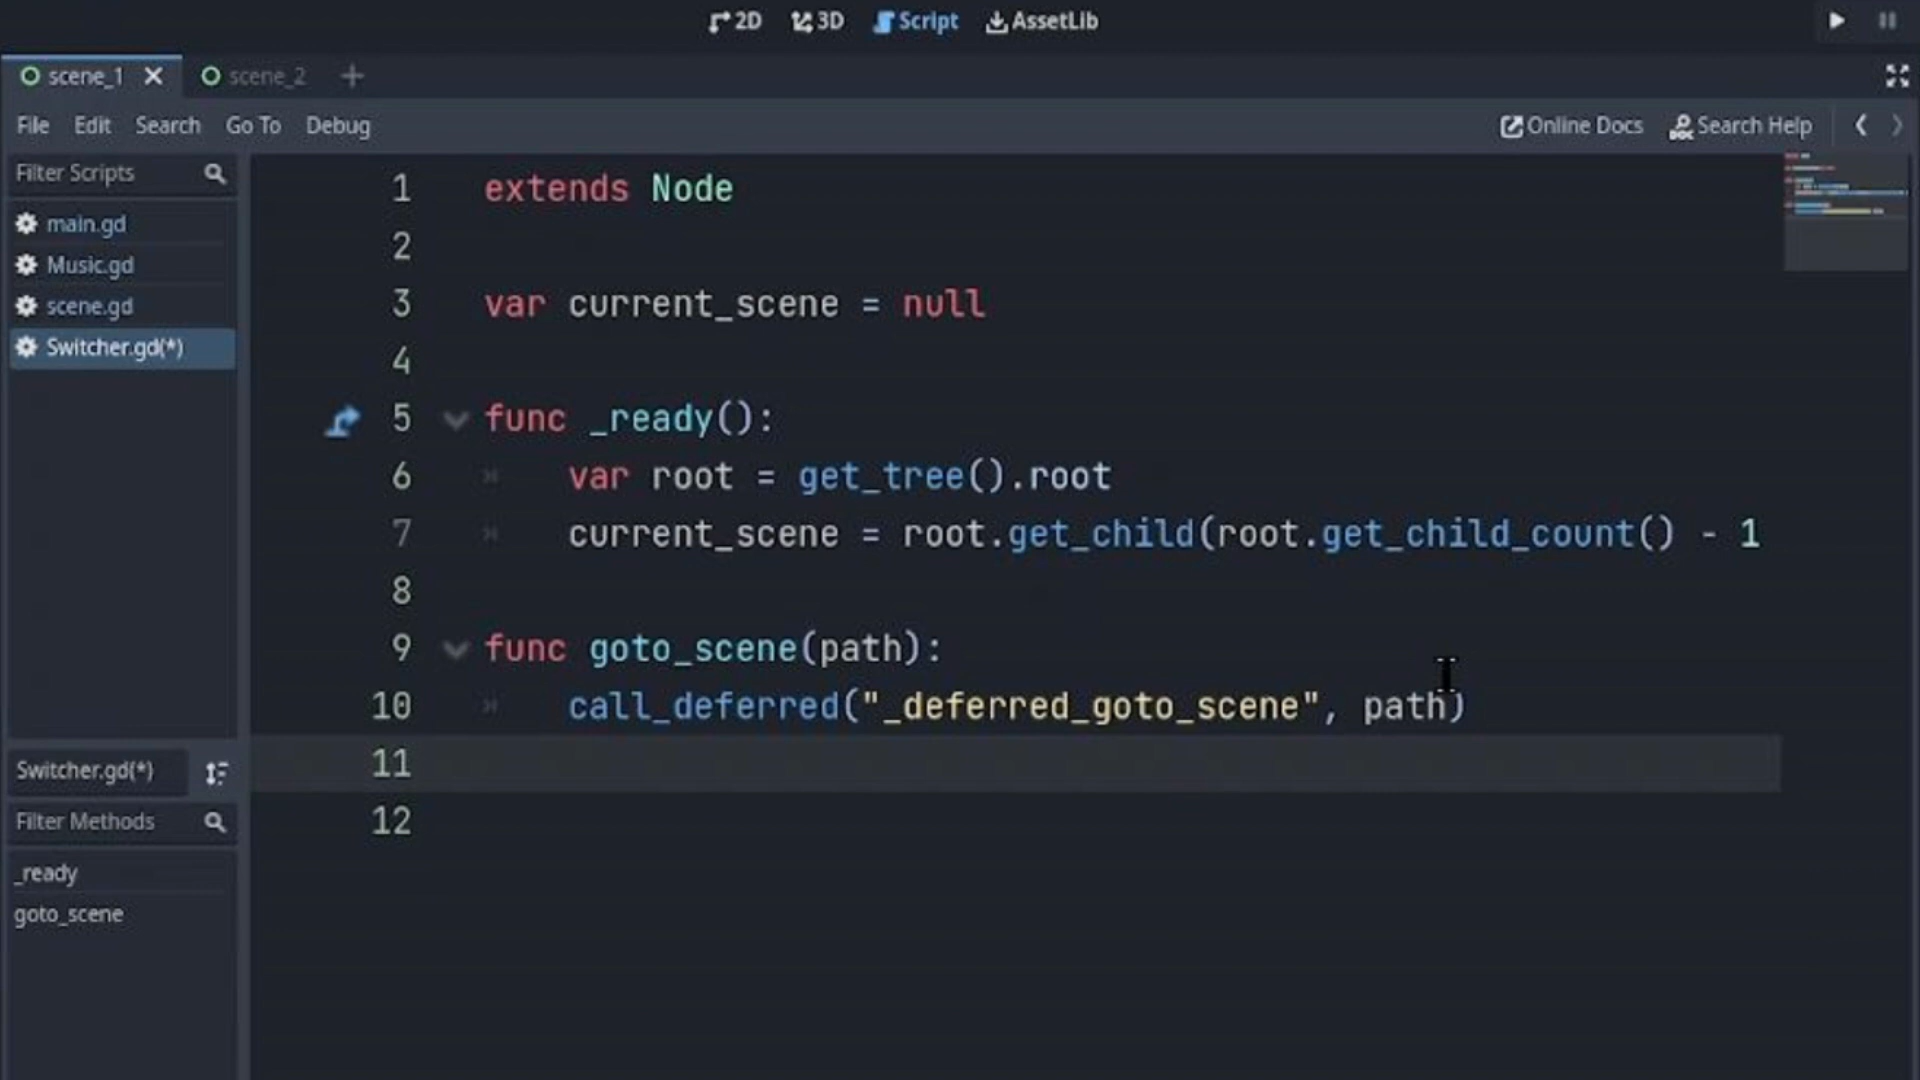 2D 3D Script AssetLib
scene_1 scene_2
File Edit Search Go To Debug Online Docs Search Help
Filter Scripts
main.gd
Music.gd
scene.gd
Switcher.gd(*)
Switcher.gd(*)
Filter Methods
_ready
goto_scene
1 extends Node
2
3 var current_scene = null
4
5 func _ready():
6 var root = get_tree().root
7 current_scene = root.get_child(root.get_child_count() - 1
8
9 func goto_scene(path):
10 call_deferred("_deferred_goto_scene", path)
11
12